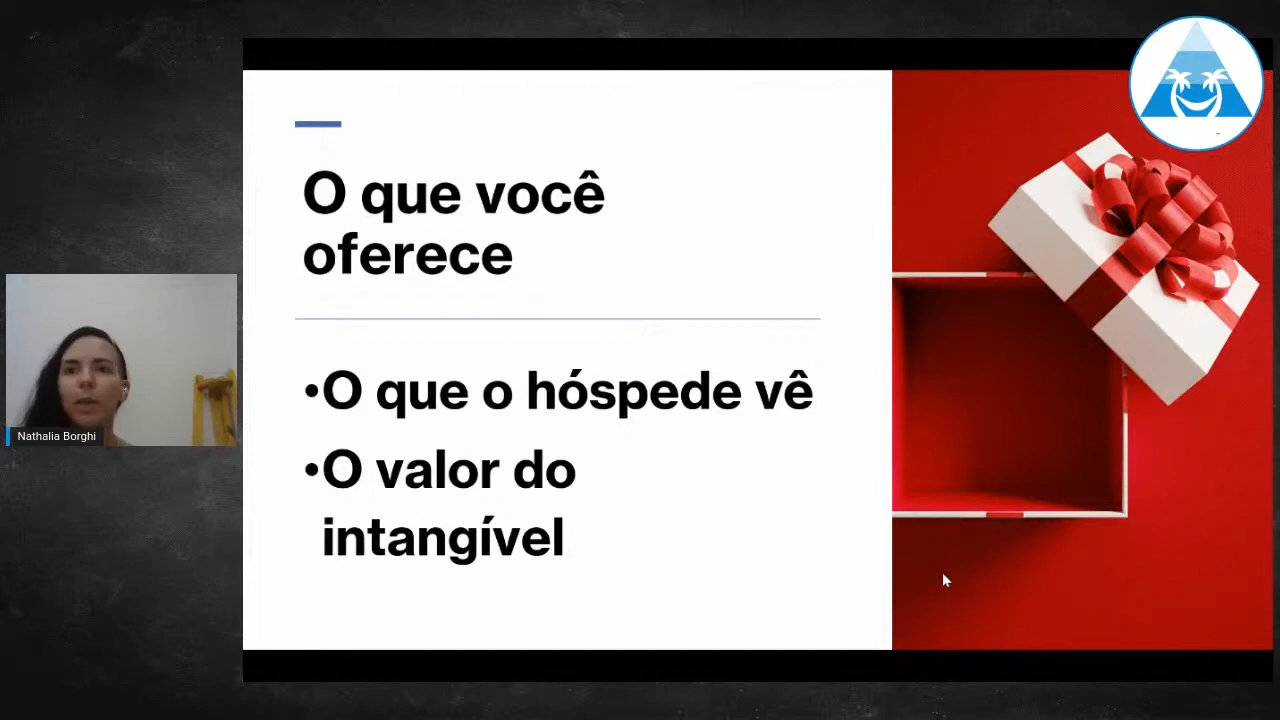 O que você
oferece
•O que o hóspede vê
•O valor do
intangível
Nathalia Borghi